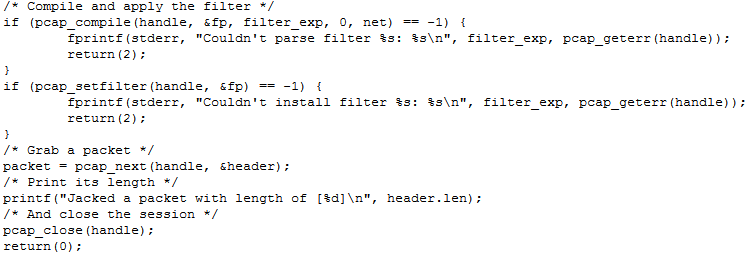 /* Compile and apply the filter */
if (pcap_compile(handle, &fp, filter_exp, 0, net) == -1) {
        fprintf(stderr, "Couldn't parse filter %s: %s\n", filter_exp, pcap_geterr(handle));
        return(2);
}
if (pcap_setfilter(handle, &fp) == -1) {
        fprintf(stderr, "Couldn't install filter %s: %s\n", filter_exp, pcap_geterr(handle));
        return(2);
}
/* Grab a packet */
packet = pcap_next(handle, &header);
/* Print its length */
printf("Jacked a packet with length of [%d]\n", header.len);
/* And close the session */
pcap_close(handle);
return(0);